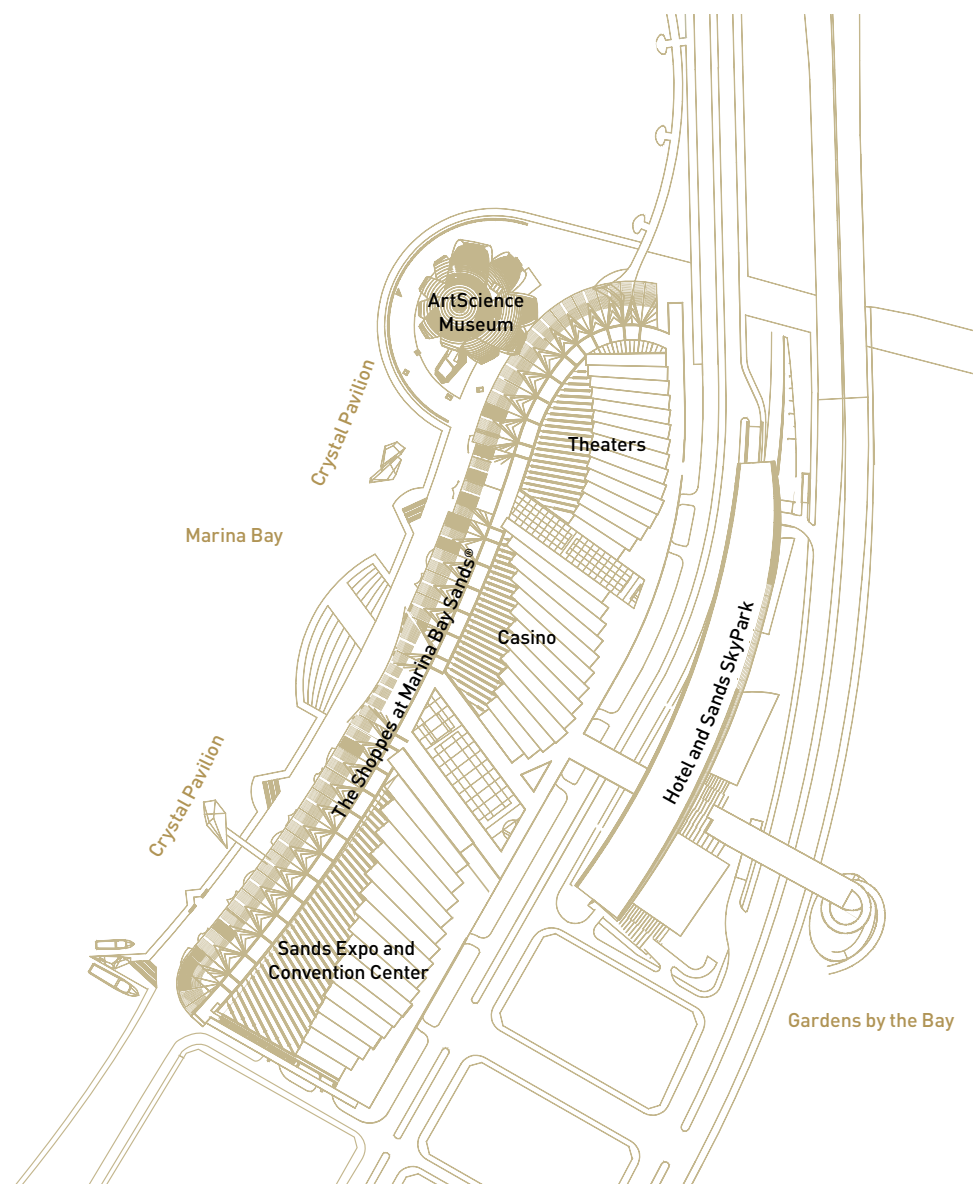 ArtScience
Museum
Crystal Pavilion
Theaters
Marina Bay
The Shoppes at Marina Bay Sands®
Casino
Hotel and Sands SkyPark
Crystal Pavilion
Sands Expo and
Convention Center
Gardens by the Bay